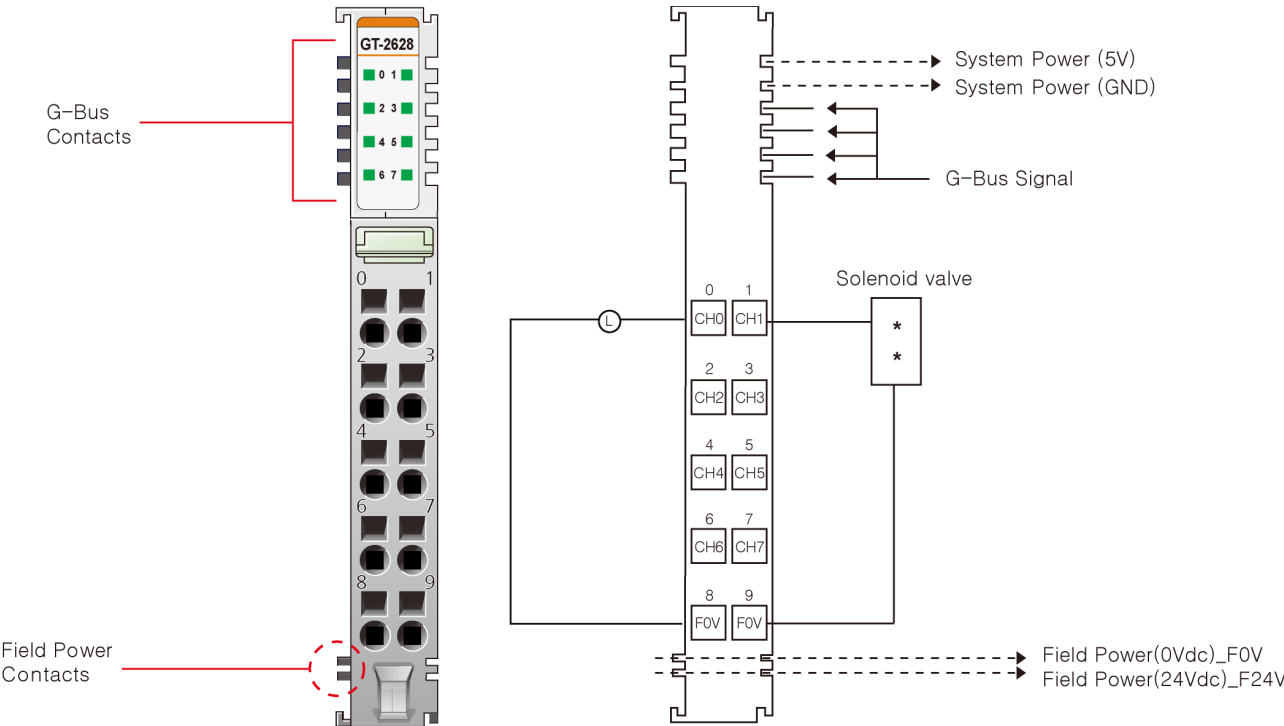 GT-2628
0 1
2 3
4 5
6 7
G-Bus
Contacts
0 1
2 3
4 5
6 7
8 9
Field Power
Contacts
System Power (5V)
System Power (GND)
G-Bus Signal
Solenoid valve
*
*
L
0 1
CH0 CH1
2 3
CH2 CH3
4 5
CH4 CH5
6 7
CH6 CH7
8 9
F0V F0V
Field Power(0Vdc)_F0V
Field Power(24Vdc)_F24V